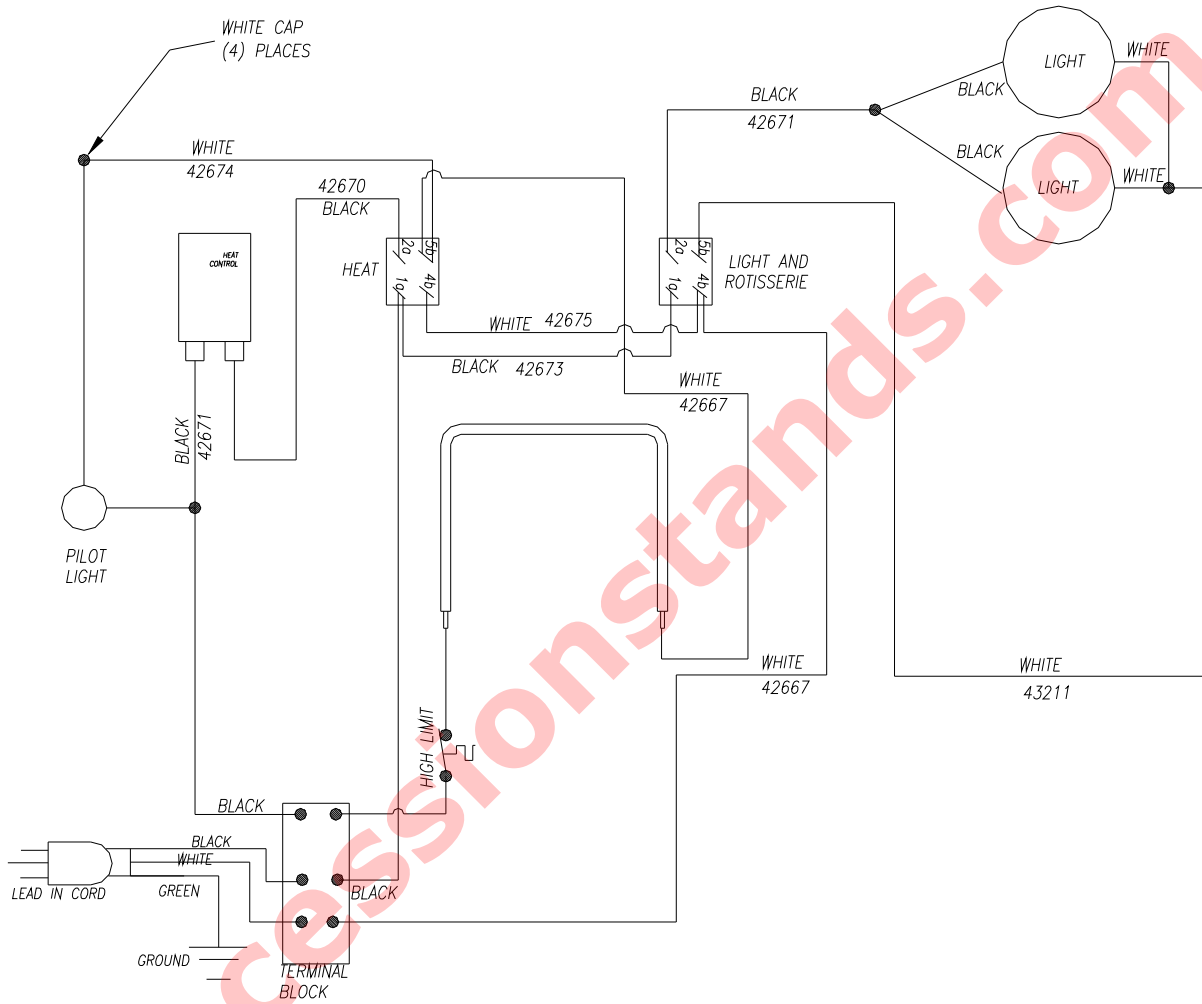 WHITE CAP
(4) PLACES
WHITE
42674
42670
BLACK
HEAT
CONTROL
HEAT
2a
5b
1a
4b
BLACK
42671
BLACK
LIGHT
WHITE
BLACK
LIGHT
WHITE
2a
5b
1a
4b
LIGHT AND
ROTISSERIE
WHITE 42675
BLACK 42673
WHITE
42667
BLACK
42671
PILOT
LIGHT
HIGH LIMIT
WHITE
42667
WHITE
43211
BLACK
BLACK
WHITE
GREEN
LEAD IN CORD
BLACK
GROUND
TERMINAL
BLOCK
cessionstands.com